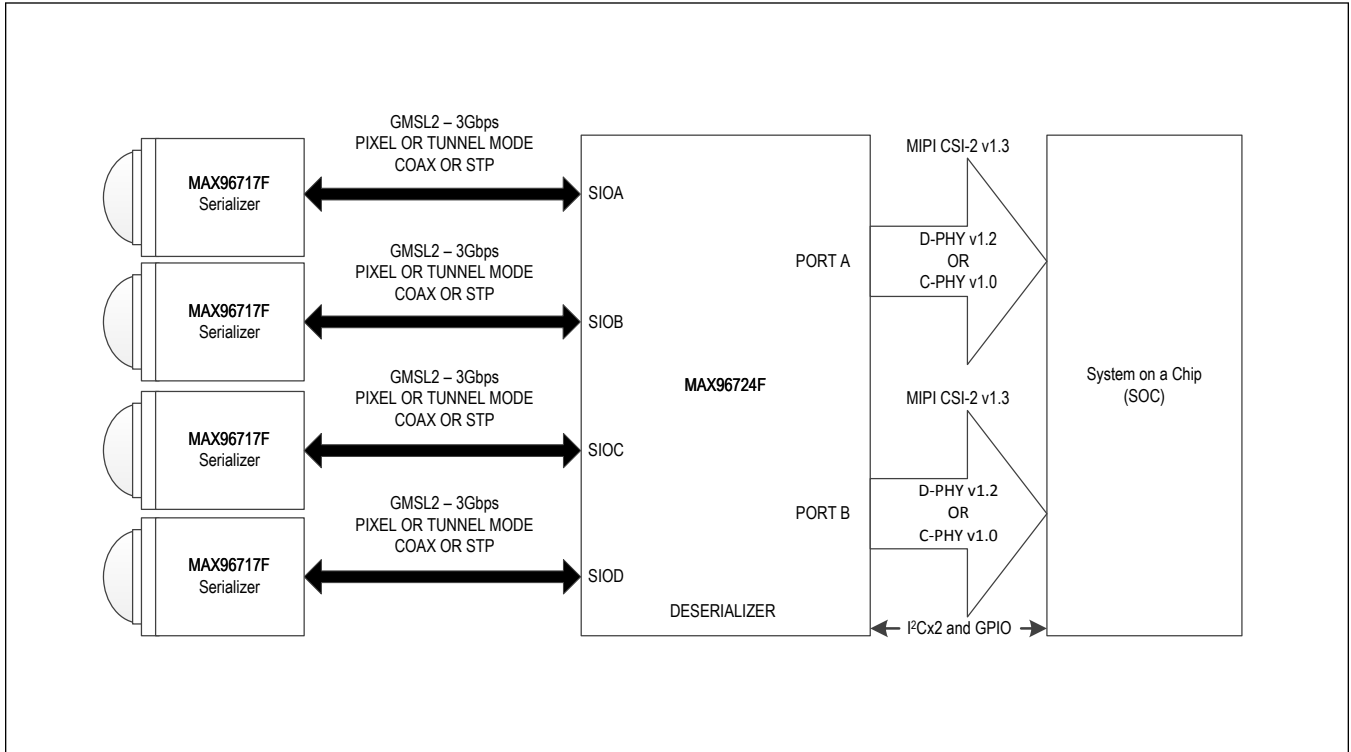 GMSL2 – 3Gbps
PIXEL OR TUNNEL MODE
COAX OR STP
MAX96717F
Serializer
SIOA
GMSL2 – 3Gbps
PIXEL OR TUNNEL MODE
COAX OR STP
MAX96717F
Serializer
SIOB
GMSL2 – 3Gbps
PIXEL OR TUNNEL MODE
COAX OR STP
MAX96717F
Serializer
SIOC
GMSL2 – 3Gbps
PIXEL OR TUNNEL MODE
COAX OR STP
MAX96717F
Serializer
SIOD
MAX96724F
DESERIALIZER
PORT A
MIPI CSI-2 v1.3
D-PHY v1.2
OR
C-PHY v1.0
PORT B
MIPI CSI-2 v1.3
D-PHY v1.2
OR
C-PHY v1.0
I²Cx2 and GPIO
System on a Chip
(SOC)